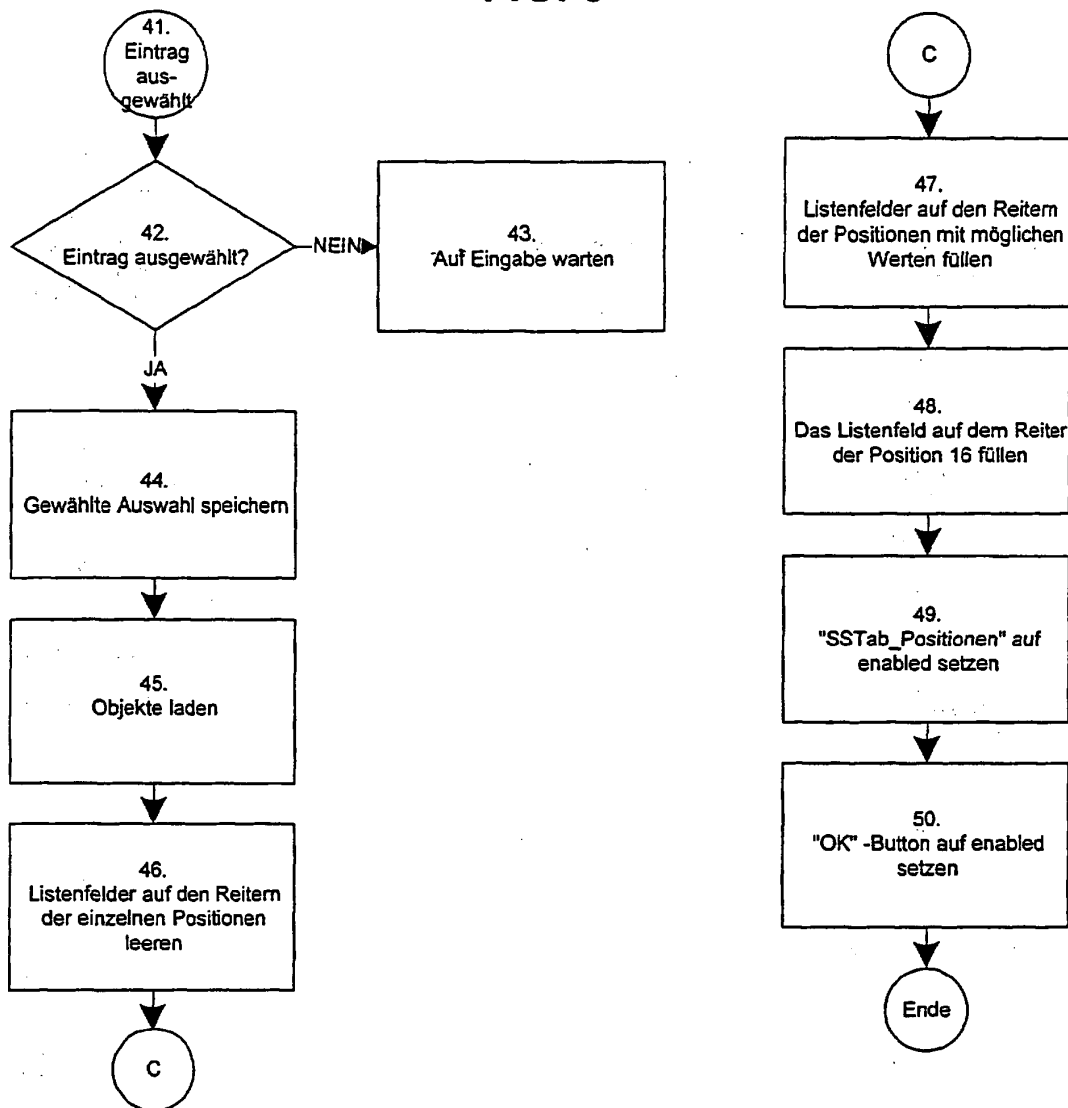 41.
Eintrag
aus-
gewählt
42.
Eintrag ausgewählt?
NEIN
43.
Auf Eingabe warten
JA
44.
Gewählte Auswahl speichern
45.
Objekte laden
46.
Listenfelder auf den Reitern
der einzelnen Positionen
leeren
C
C
47.
Listenfelder auf den Reitern
der Positionen mit möglichen
Werten füllen
48.
Das Listenfeld auf dem Reiter
der Position 16 füllen
49.
"SSTab_Positionen" auf
enabled setzen
50.
"OK" -Button auf enabled
setzen
Ende